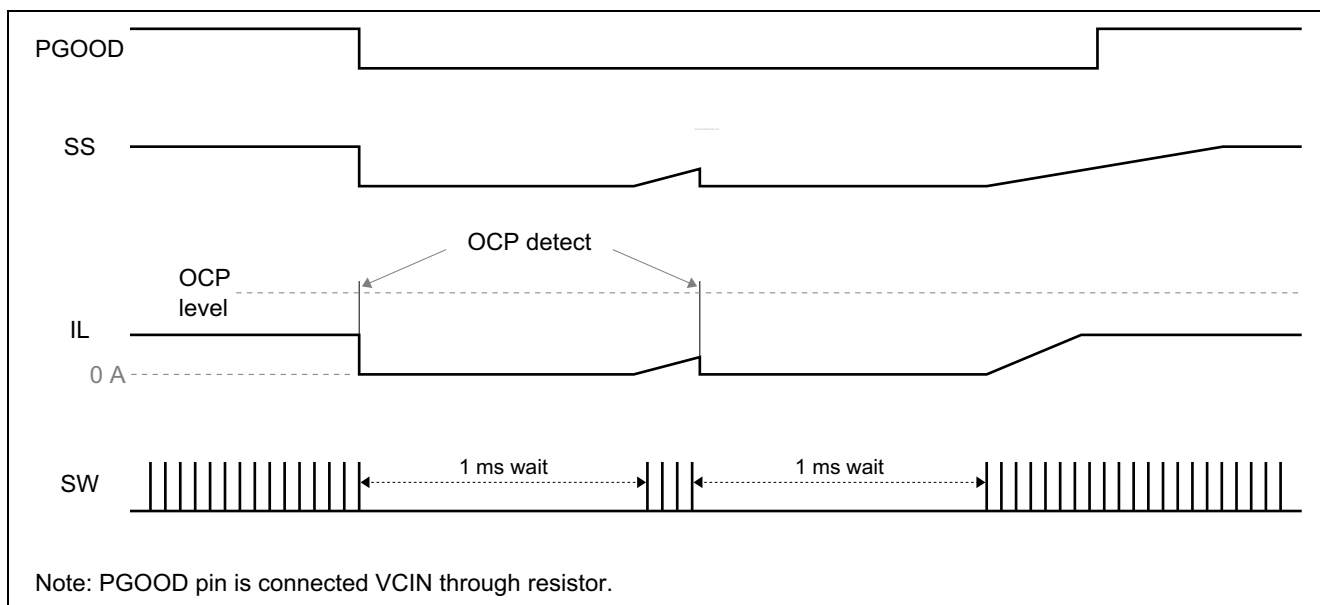 PGOOD
SS
OCP detect
OCP
level
IL
0 A
1 ms wait
1 ms wait
SW
Note: PGOOD pin is connected VCIN through resistor.